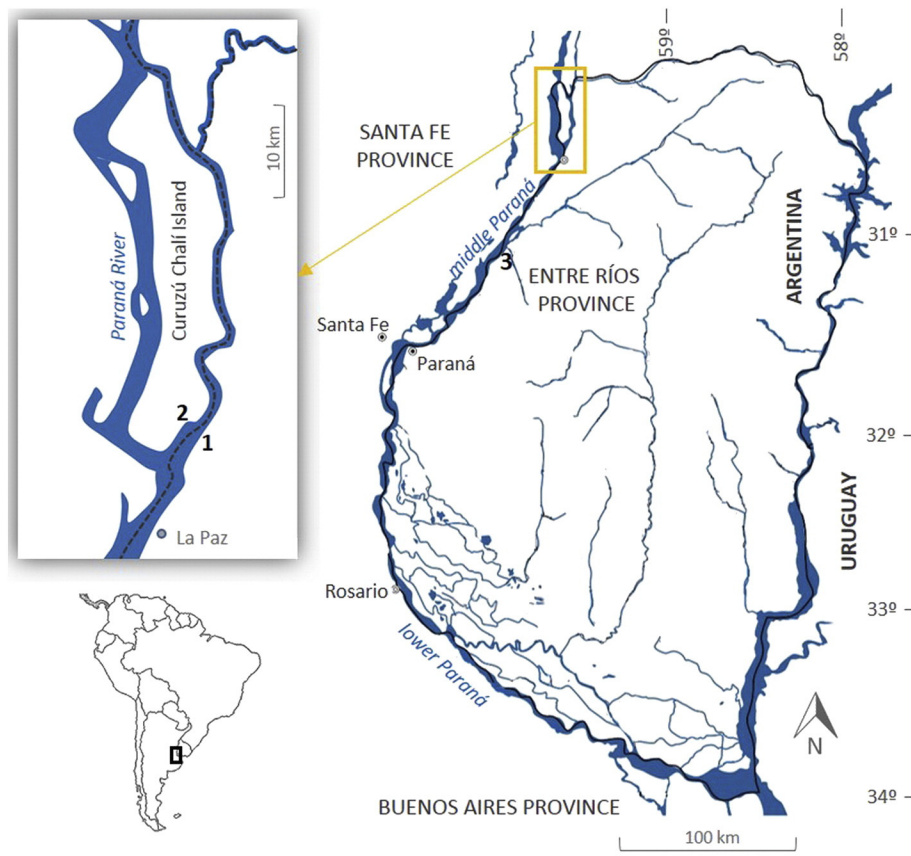 59º
58º
SANTA FE
PROVINCE
10 km
Curuzú Chalí Island
Paraná River
middle Paraná
31º
ARGENTINA
3
ENTRE RÍOS
PROVINCE
Santa Fe
Paraná
2
1
32º
La Paz
URUGUAY
Rosario
339º
lower Paraná
N
34º
BUENOS AIRES PROVINCE
100 km